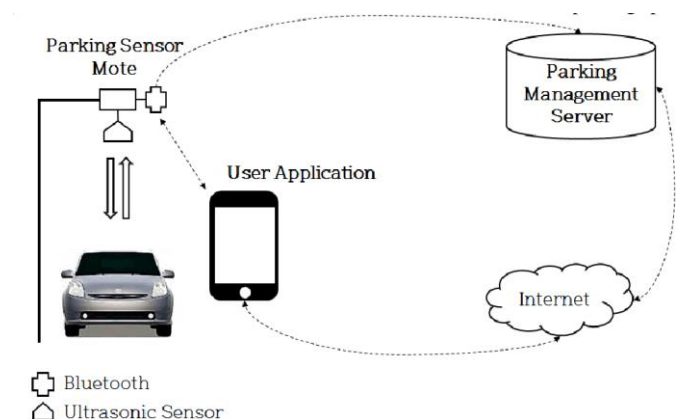 Parking Sensor
Mote
Parking
Management
Server
User Application
Internet
Bluetooth
Ultrasonic Sensor